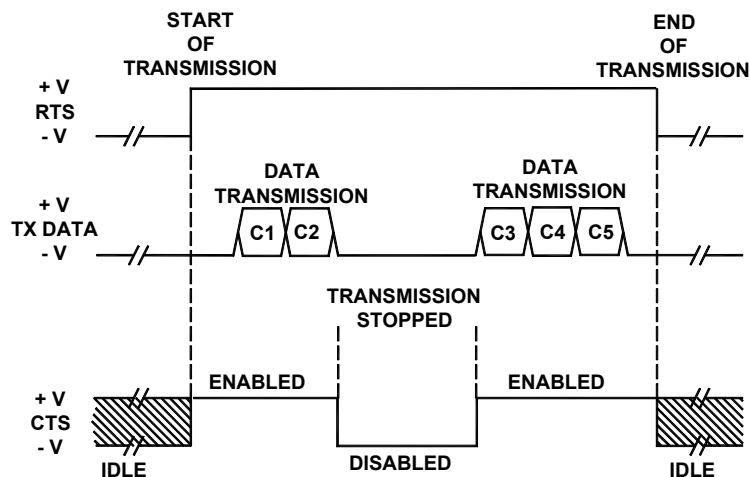 START
OF
TRANSMISSION
END
OF
TRANSMISSION
+ V
RTS
- V
DATA
TRANSMISSION
DATA
TRANSMISSION
+ V
TX DATA
- V
C1
C2
C3
C4
C5
TRANSMISSION
STOPPED
ENABLED
ENABLED
+ V
CTS
- V
IDLE
DISABLED
IDLE